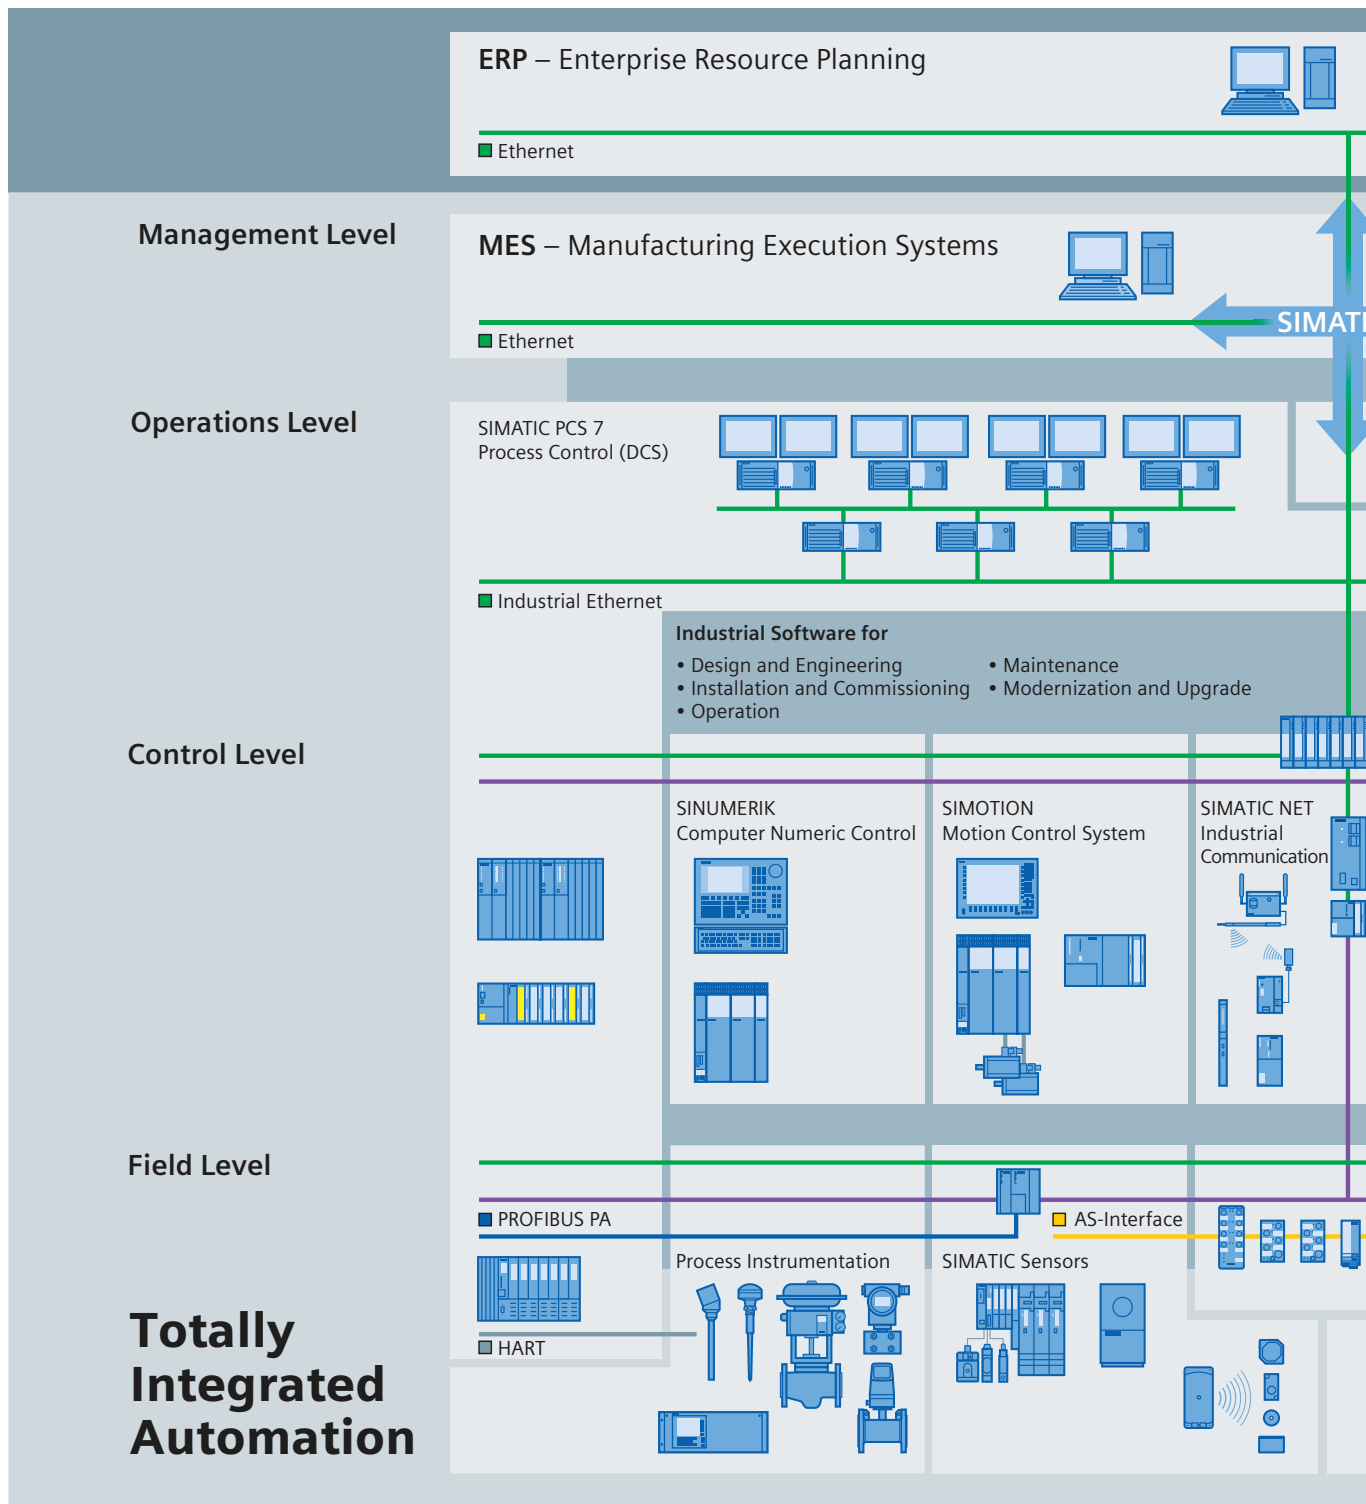 ERP – Enterprise Resource Planning
Ethernet
Management Level
MES – Manufacturing Execution Systems
SIMATI
Ethernet
Operations Level
SIMATIC PCS 7
Process Control (DCS)
Industrial Ethernet
Industrial Software for
• Design and Engineering
• Installation and Commissioning
• Operation
• Maintenance
• Modernization and Upgrade
Control Level
SINUMERIK
Computer Numeric Control
SIMOTION
Motion Control System
SIMATIC NET
Industrial
Communication
Field Level
PROFIBUS PA
AS-Interface
Process Instrumentation
SIMATIC Sensors
HART
Totally
Integrated
Automation